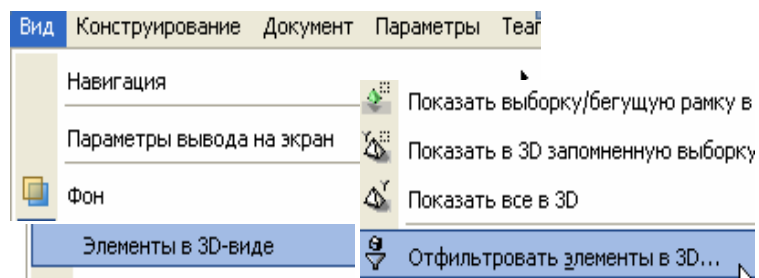 Вид Конструирование Документ Параметры
Навигация
Параметры вывода на экран
Фон
Элементы в 3D-виде
Показать выборку/бегущую рамку в
Показать в 3D запомненную выборку
Показать все в 3D
Отфильтровать элементы в 3D...